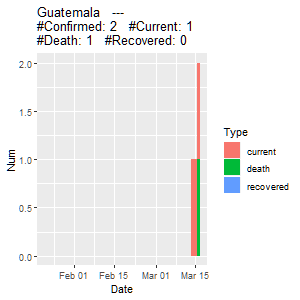 Guatemala   ---
#Confirmed: 2   #Current: 1
#Death: 1   #Recovered: 0
2.0
1.5
1.0
0.5
0.0
Num
Feb 01
Feb 15
Mar 01
Mar 15
Date
Type
current
death
recovered